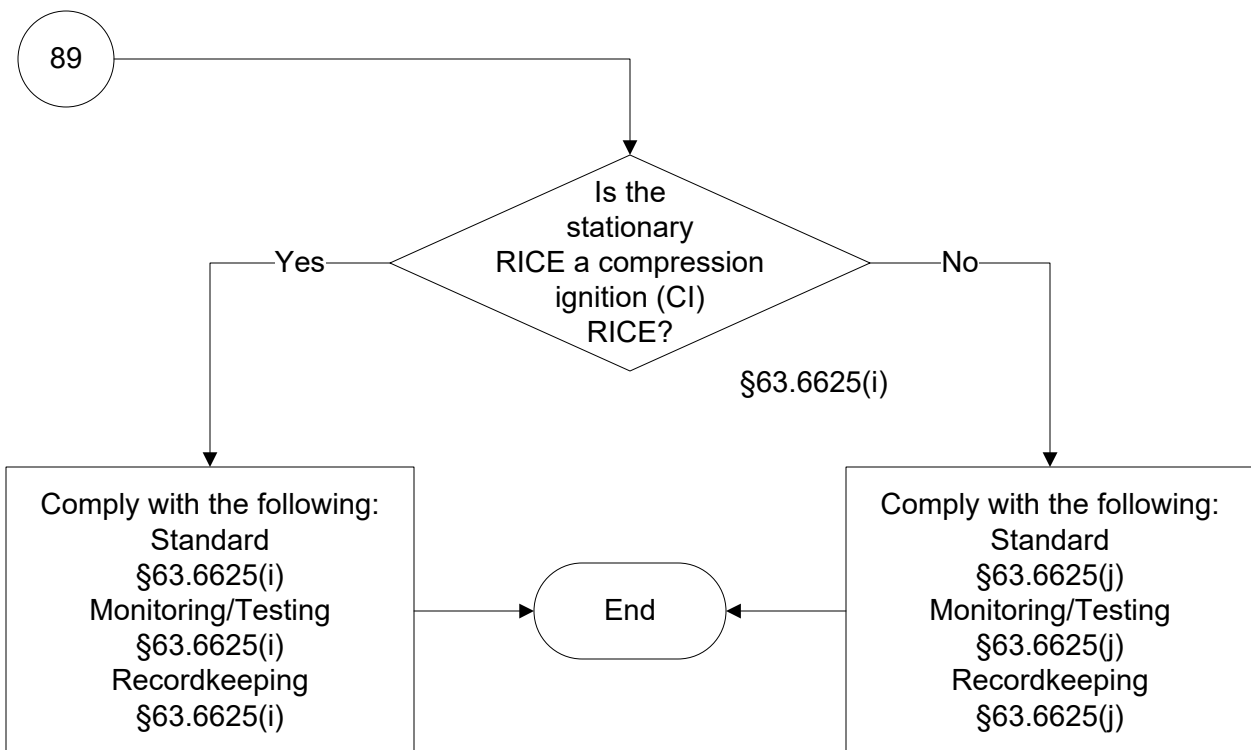 89
Is the
stationary
RICE a compression
ignition (CI)
RICE?
Yes
No
§63.6625(i)
Comply with the following:
Standard
§63.6625(i)
Monitoring/Testing
§63.6625(i)
Recordkeeping
§63.6625(i)
End
Comply with the following:
Standard
§63.6625(j)
Monitoring/Testing
§63.6625(j)
Recordkeeping
§63.6625(j)